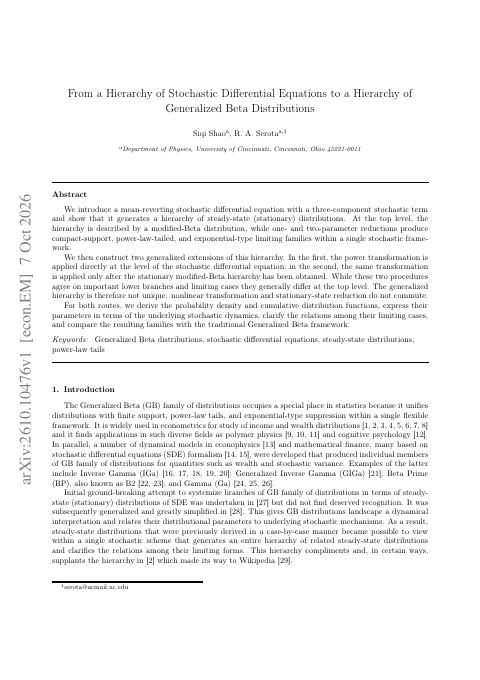 From a Hierarchy of Stochastic Differential Equations to a Hierarchy of
Generalized Beta Distributions
Siqi Shaoᵃ, R. A. Serotaᵃ,¹
ᵃDepartment of Physics, University of Cincinnati, Cincinnati, Ohio 45221-0011
Abstract
We introduce a mean-reverting stochastic differential equation with a three-component stochastic term
and show that it generates a hierarchy of steady-state (stationary) distributions. At the top level, the
hierarchy is described by a modified-Beta distribution, while one- and two-parameter reductions produce
compact-support, power-law-tailed, and exponential-type limiting families within a single stochastic frame-
work.
We then construct two generalized extensions of this hierarchy. In the first, the power transformation is
applied directly at the level of the stochastic differential equation; in the second, the same transformation
is applied only after the stationary modified-Beta hierarchy has been obtained. While these two procedures
agree on important lower branches and limiting cases they generally differ at the top level. The generalized
hierarchy is therefore not unique: nonlinear transformation and stationary-state reduction do not commute.
For both routes, we derive the probability density and cumulative distribution functions, express their
parameters in terms of the underlying stochastic dynamics, clarify the relations among their limiting cases,
and compare the resulting families with the traditional Generalized Beta framework.
Keywords: Generalized Beta distributions, stochastic differential equations, steady-state distributions,
power-law tails
1. Introduction
The Generalized Beta (GB) family of distributions occupies a special place in statistics because it unifies
distributions with finite support, power-law tails, and exponential-type suppression within a single flexible
framework. It is widely used in econometrics for study of income and wealth distributions [1, 2, 3, 4, 5, 6, 7, 8]
and it finds applications in such diverse fields as polymer physics [9, 10, 11] and cognitive psychology [12].
In parallel, a number of dynamical models in econophysics [13] and mathematical finance, many based on
stochastic differential equations (SDE) formalism [14, 15], were developed that produced individual members
of GB family of distributions for quantities such as wealth and stochastic variance. Examples of the latter
include Inverse Gamma (IGa) [16, 17, 18, 19, 20]; Generalized Inverse Gamma (GIGa) [21]; Beta Prime
(BP), also known as B2 [22, 23]; and Gamma (Ga) [24, 25, 26].
Initial ground-breaking attempt to systemize branches of GB family of distributions in terms of steady-
state (stationary) distributions of SDE was undertaken in [27] but did not find deserved recognition. It was
subsequently generalized and greatly simplified in [28]. This gives GB distributions landscape a dynamical
interpretation and relates their distributional parameters to underlying stochastic mechanisms. As a result,
steady-state distributions that were previously derived in a case-by-case manner became possible to view
within a single stochastic scheme that generates an entire hierarchy of related steady-state distributions
and clarifies the relations among their limiting forms. This hierarchy compliments and, in certain ways,
supplants the hierarchy in [2] which made its way to Wikipedia [29].
¹serota@ucmail.uc.edu
arXiv:2610.10476v1 [econ.EM] 7 Oct 2026